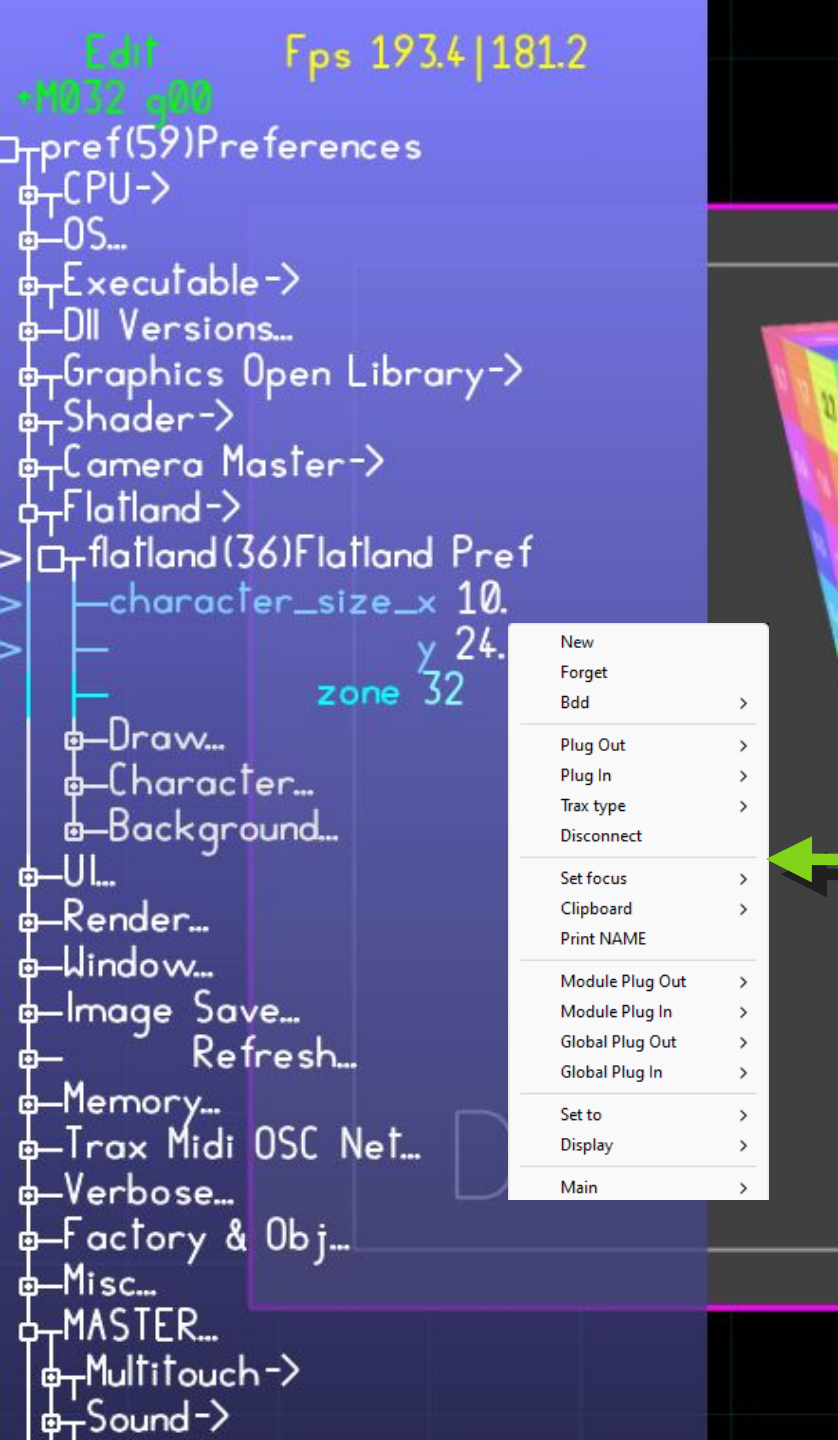 Edit Fps 193.4|181.2
+M032 g00
pref(59)Preferences
CPU->
OS...
Executable->
Dll Versions...
Graphics Open Library->
Shader->
Camera Master->
Flatland->
flatland(36)Flatland Pref
character_size_x 10.
y 24.
zone 32
Draw...
Character...
Background...
UI...
Render...
Window...
Image Save...
Refresh...
Memory...
Trax Midi OSC Net...
Verbose...
Factory & Obj...
Misc...
MASTER...
Multitouch->
Sound->
New
Forget
Bdd
Plug Out
Plug In
Trax type
Disconnect
Set focus
Clipboard
Print NAME
Module Plug Out
Module Plug In
Global Plug Out
Global Plug In
Set to
Display
Main
D
27